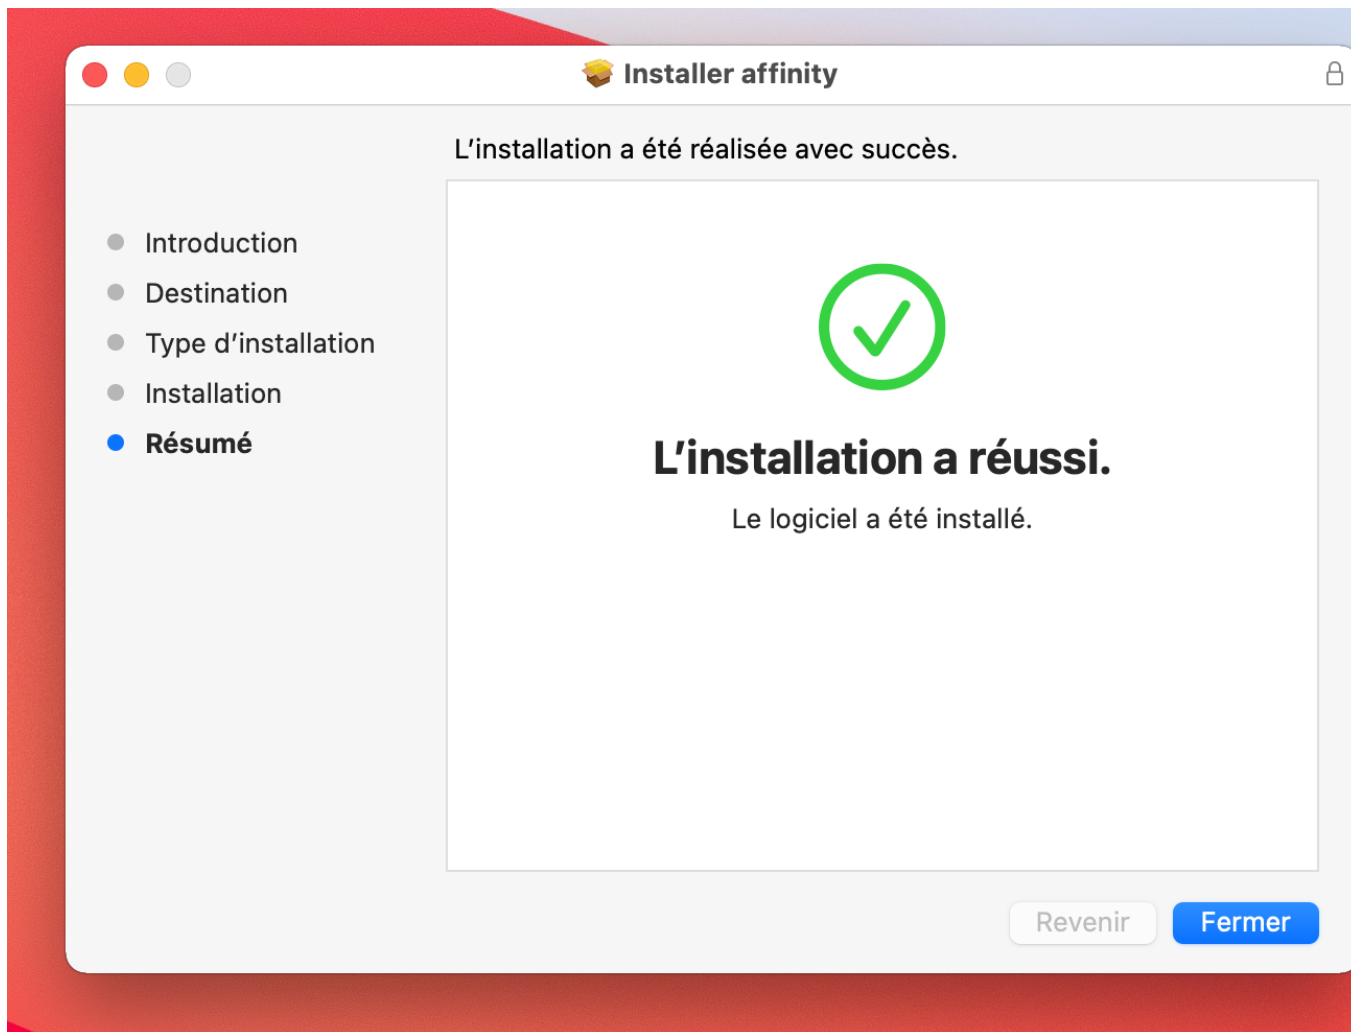 Installer affinity
L’installation a été réalisée avec succès.
Introduction
Destination
Type d’installation
Installation
Résumé
L’installation a réussi.
Le logiciel a été installé.
Revenir
Fermer